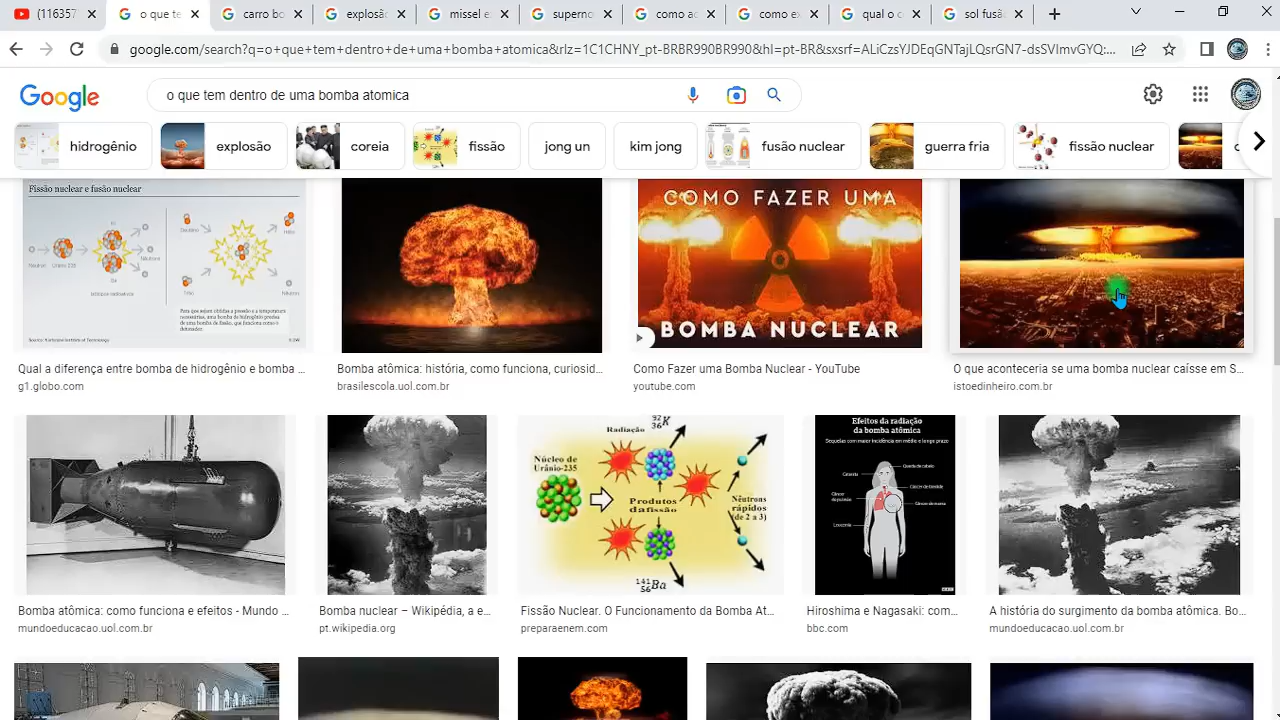 (116357
o que te
carro bo
explosão
missel e
superno
como ac
como ex
qual o c
sol fusão
google.com/search?q=o+que+tem+dentro+de+uma+bomba+atomica&rlz=1C1CHNY_pt-BRBR990BR990&hl=pt-BR&sxsrf=ALiCzsYJDEqGNTajLQsrGN7-dsSVImvGYQ:...
Google
o que tem dentro de uma bomba atomica
hidrogênio
explosão
coreia
fissão
jong un
kim jong
fusão nuclear
guerra fria
fissão nuclear
Fissão nuclear e fusão nuclear
COMO FAZER UMA
BOMBA NUCLEAR
Qual a diferença entre bomba de hidrogênio e bomba ...
g1.globo.com
Bomba atômica: história, como funciona, curiosid...
brasilescola.uol.com.br
Como Fazer uma Bomba Nuclear - YouTube
youtube.com
O que aconteceria se uma bomba nuclear caísse em S...
istoedinheiro.com.br
Radiação
92
36 K
Núcleo de
Urânio-235
Produtos
da fissão
Nêutrons
rápidos
(de 2 a 3)
141
56 Ba
Efeitos da radiação
da bomba atômica
Bomba atômica: como funciona e efeitos - Mundo ...
mundoeducacao.uol.com.br
Bomba nuclear – Wikipédia, a e...
pt.wikipedia.org
Fissão Nuclear. O Funcionamento da Bomba At...
preparaenem.com
Hiroshima e Nagasaki: com...
bbc.com
A história do surgimento da bomba atômica. Bo...
mundoeducacao.uol.com.br